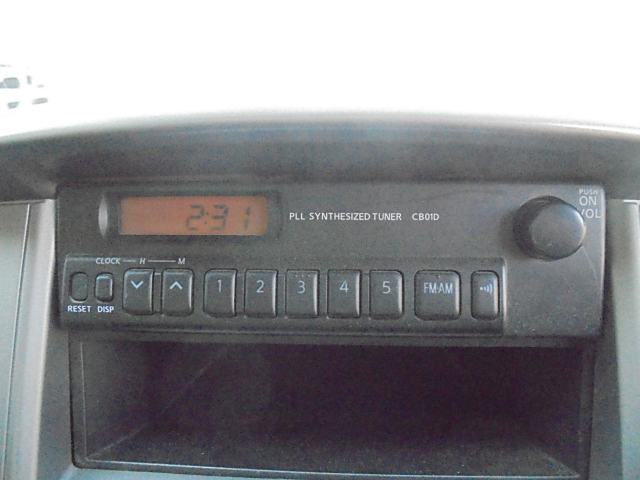 2:31
PLL SYNTHESIZED TUNER CB01D
PUSH
ON
VOL
CLOCK H M
1 2 3 4 5 FM·AM
RESET DISP